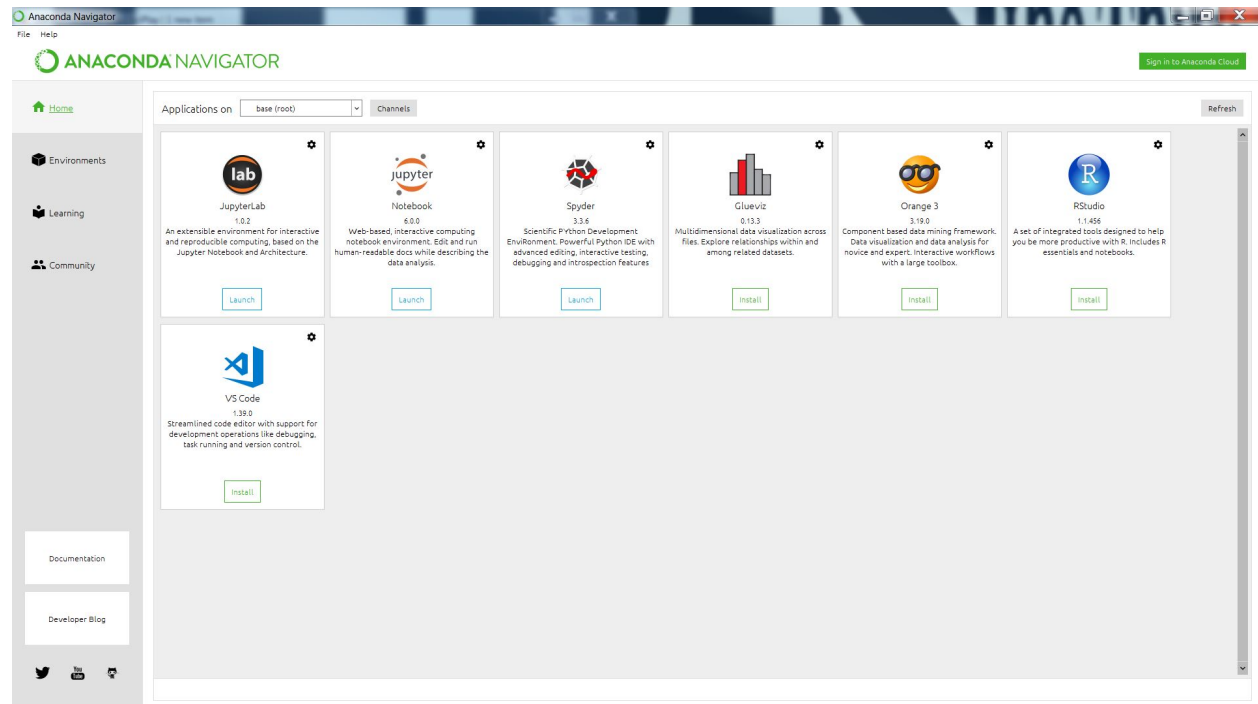 Anaconda Navigator
File Help
ANACONDA NAVIGATOR
Sign in to Anaconda Cloud
Home
Environments
Learning
Community
Documentation
Developer Blog
You
Tube
Applications on base (root) Channels Refresh
lab
JupyterLab
1.0.2
An extensible environment for interactive
and reproducible computing, based on the
Jupyter Notebook and Architecture.
Launch
jupyter
Notebook
6.0.0
Web-based, interactive computing
notebook environment. Edit and run
human-readable docs while describing the
data analysis.
Launch
Spyder
3.3.6
Scientific PYthon Development
EnviRonment. Powerful Python IDE with
advanced editing, interactive testing,
debugging and introspection features
Launch
Glueviz
0.13.3
Multidimensional data visualization across
files. Explore relationships within and
among related datasets.
Install
Orange 3
3.19.0
Component based data mining framework.
Data visualization and data analysis for
novice and expert. Interactive workflows
with a large toolbox.
Install
R
RStudio
1.1.456
A set of integrated tools designed to help
you be more productive with R. Includes R
essentials and notebooks.
Install
VS Code
1.39.0
Streamlined code editor with support for
development operations like debugging,
task running and version control.
Install